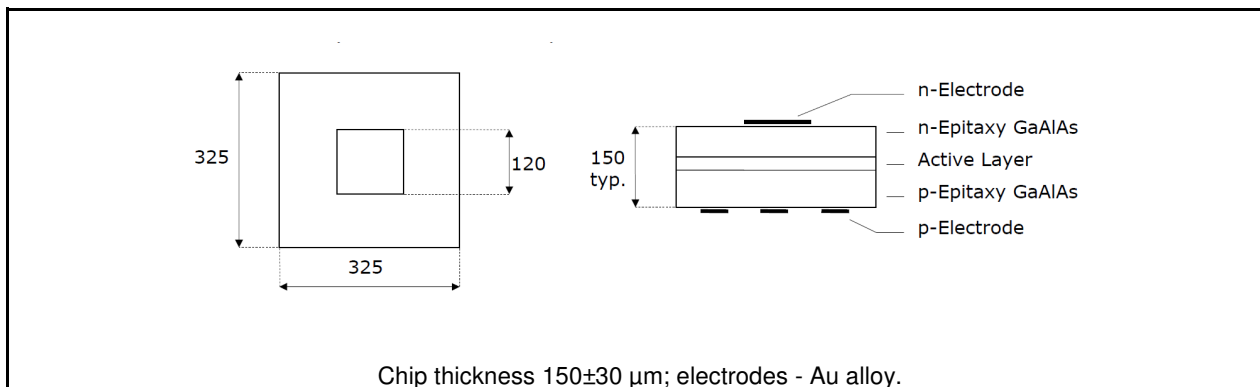 325
120
325
150
typ.
n-Electrode
n-Epitaxy GaAlAs
Active Layer
p-Epitaxy GaAlAs
p-Electrode
Chip thickness 150±30 µm; electrodes - Au alloy.